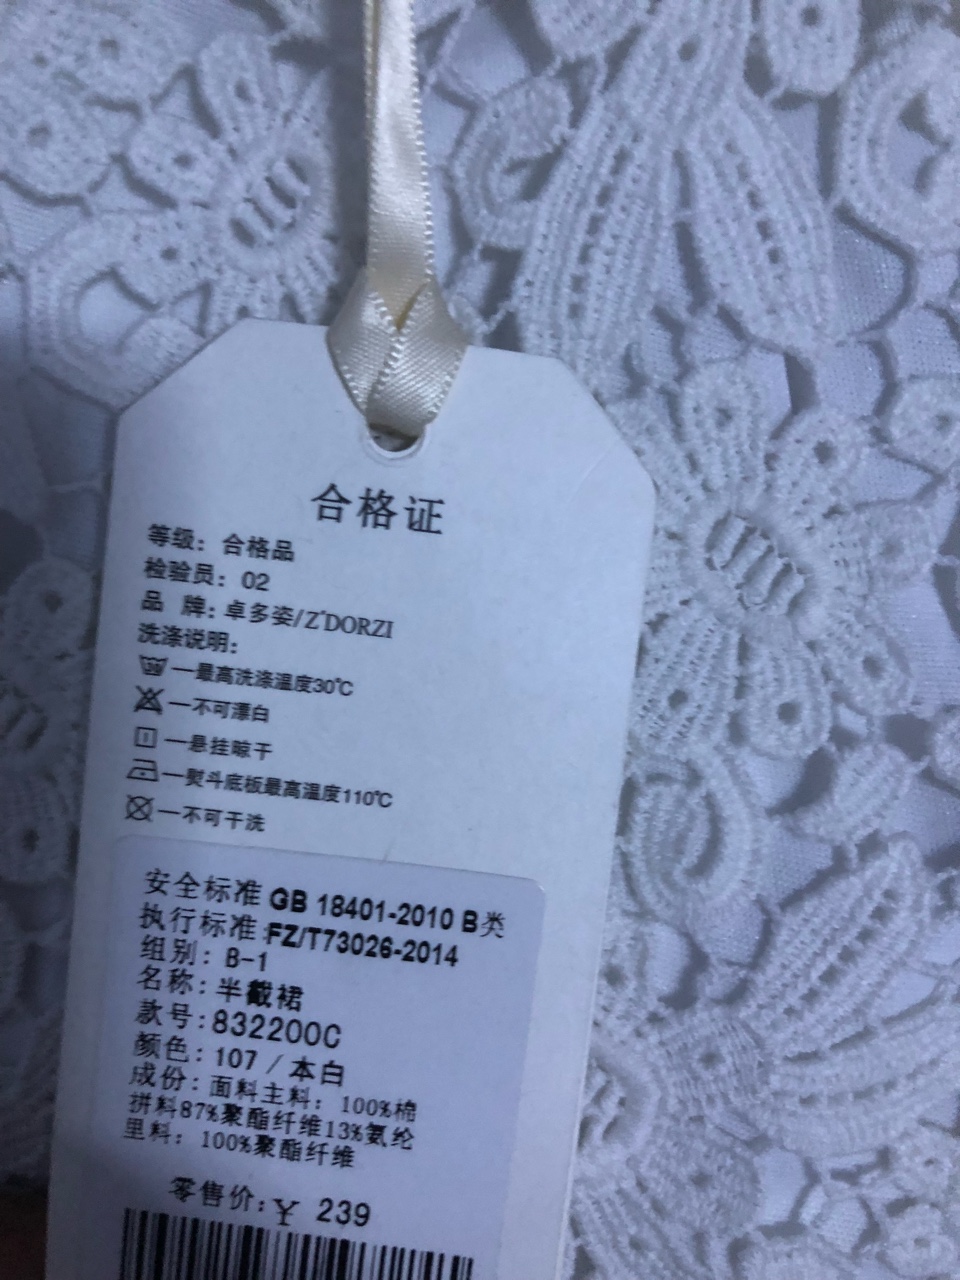 合格证
等级：合格品
检验员：02
品 牌：卓多姿/Z'DORZI
洗涤说明：
30 —最高洗涤温度30℃
—不可漂白
—悬挂晾干
—熨斗底板最高温度110℃
—不可干洗
安全标准 GB 18401-2010 B类
执行标准:FZ/T73026-2014
组别：B-1
名称：半截裙
款号：832200C
颜色：107 / 本白
成份：面料主料：100%棉
拼料87%聚酯纤维13%氨纶
里料：100%聚酯纤维
零售价：¥ 239